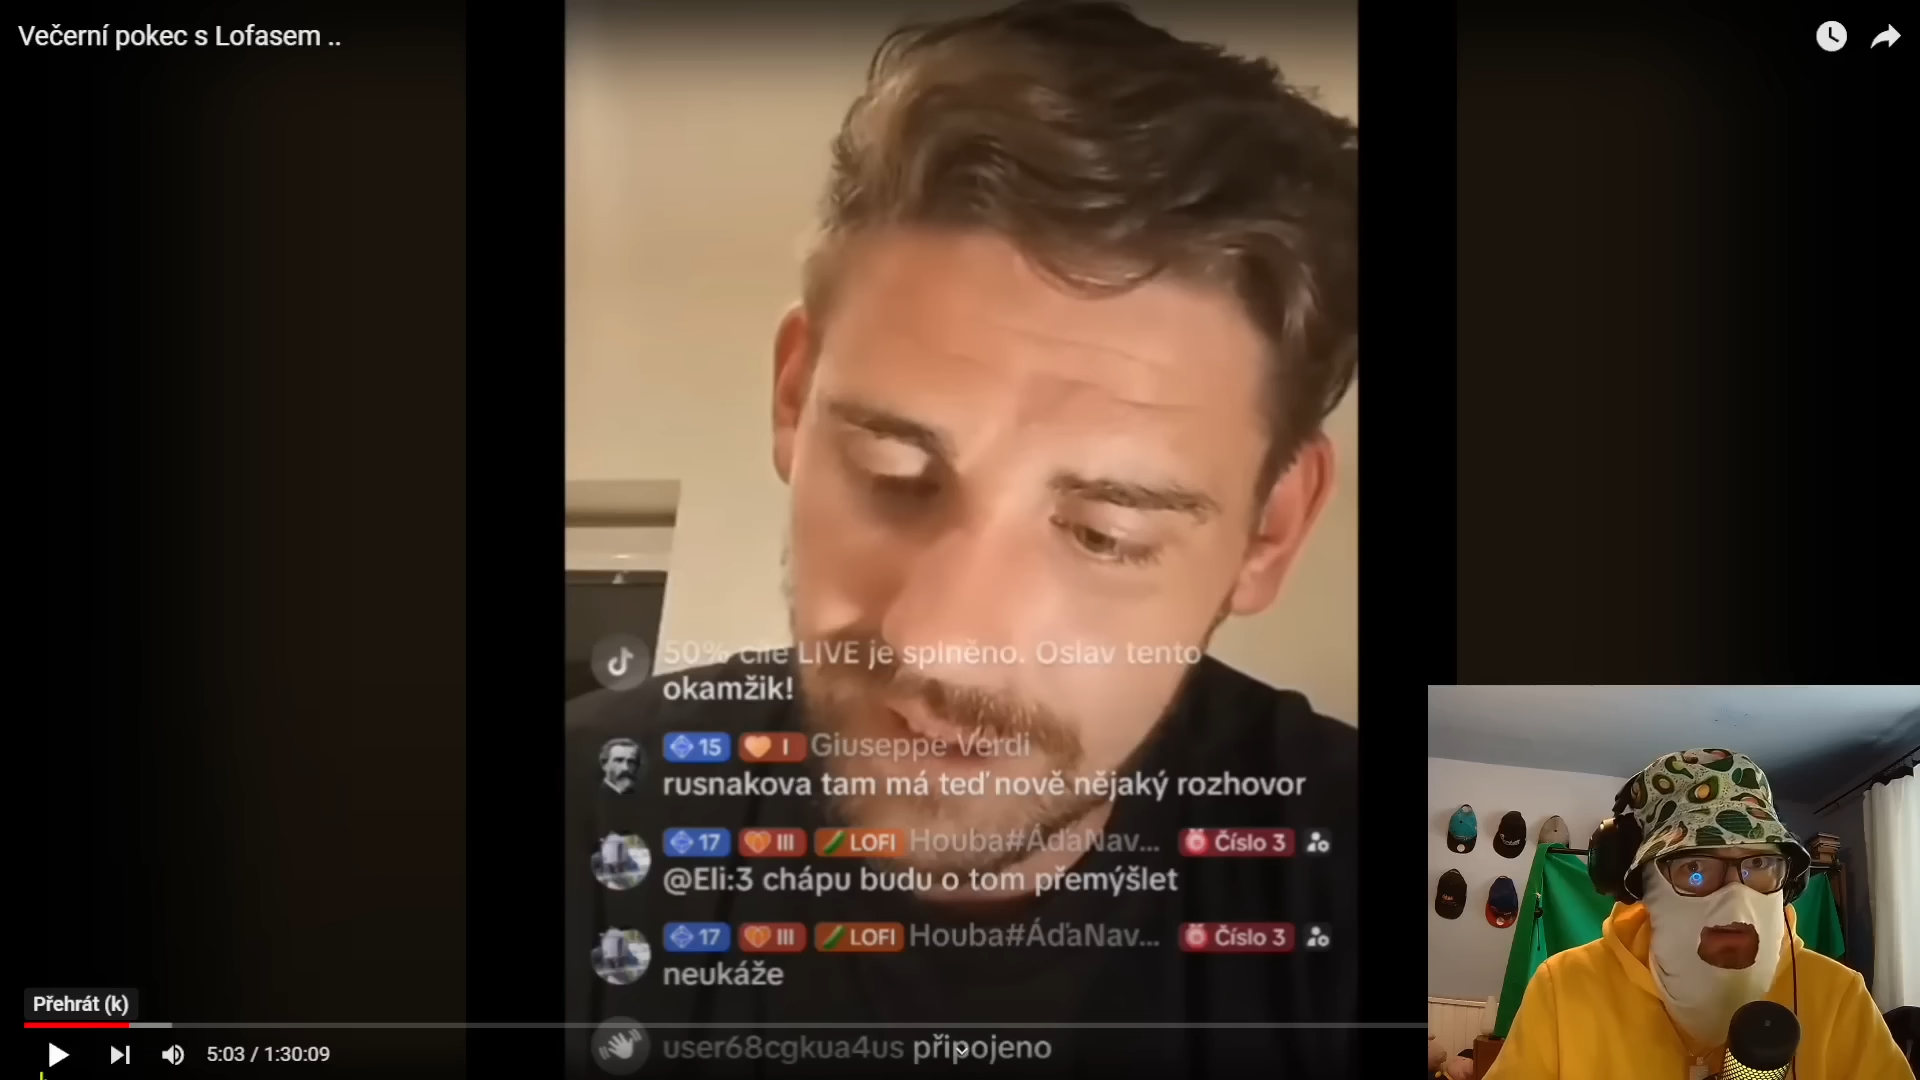 Večerní pokec s Lofasem ..
50% cíle LIVE je splněno. Oslav tento
okamžik!
15 I Giuseppe Verdi
rusnakova tam má teď nově nějaký rozhovor
17 III LOFI Houba#ÁďaNav... Číslo 3
@Eli:3 chápu budu o tom přemýšlet
17 III LOFI Houba#ÁďaNav... Číslo 3
neukáže
user68cgkua4us připojeno
Přehrát (k)
5:03 / 1:30:09